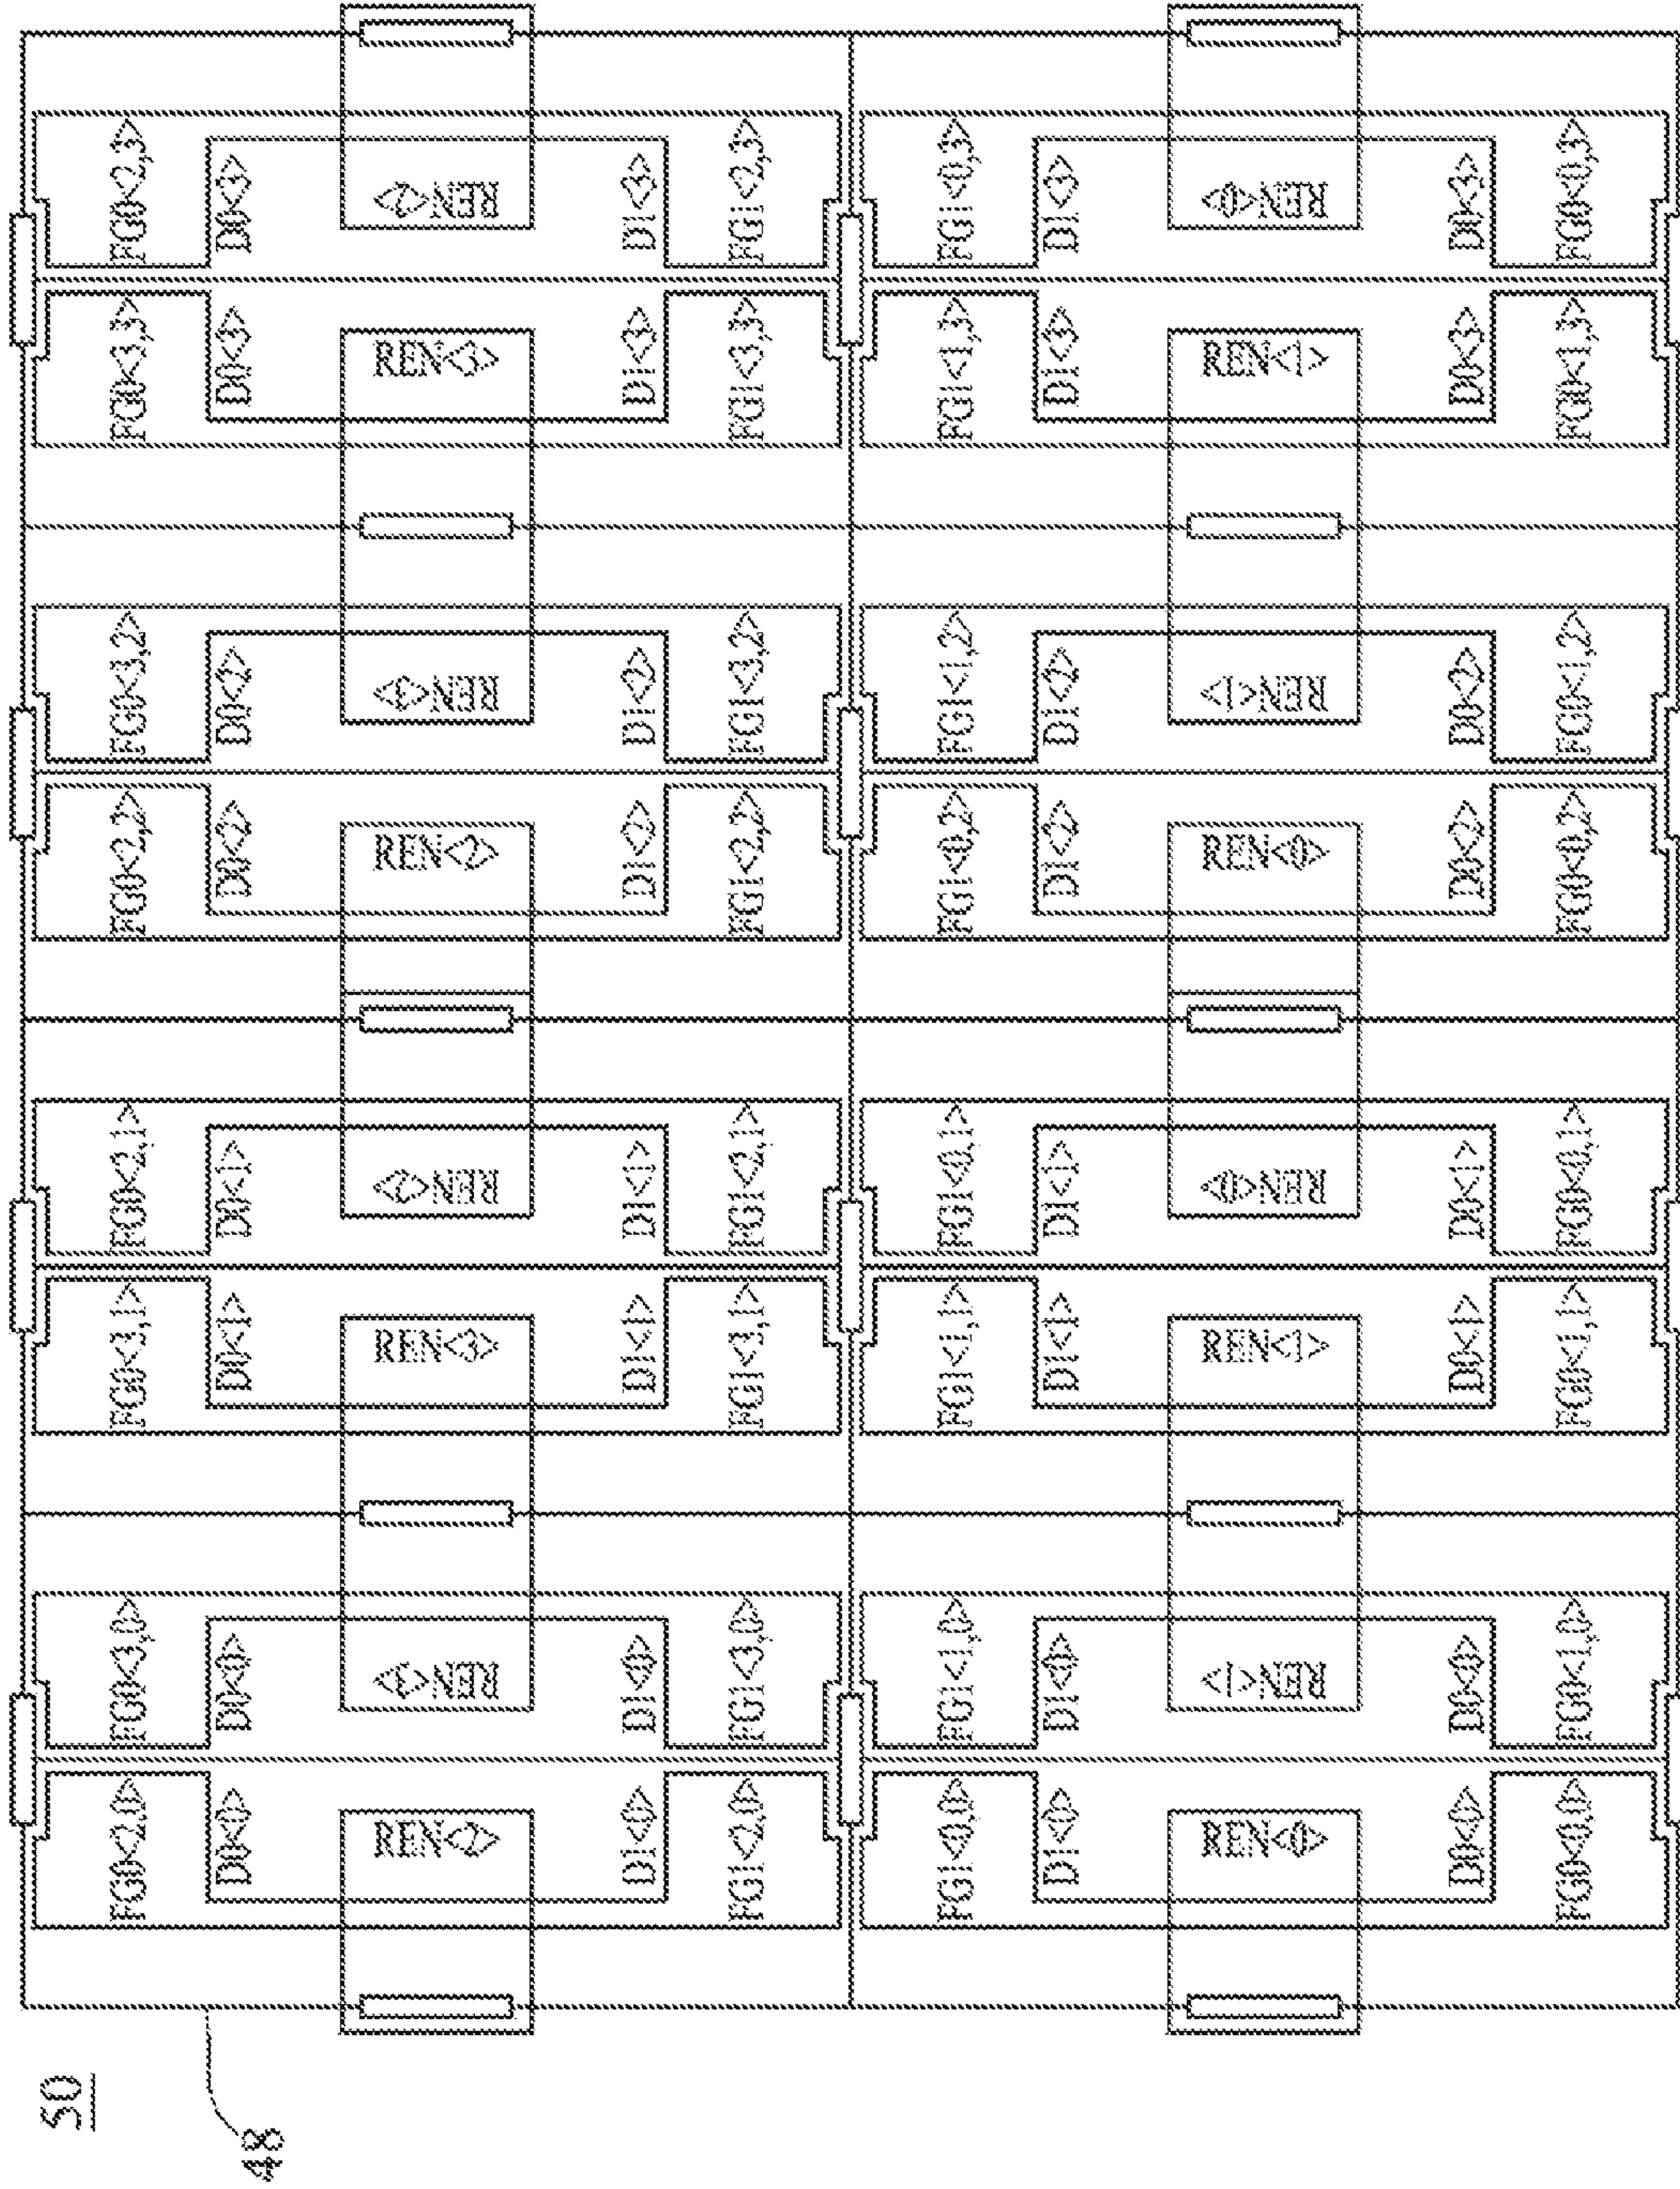 50
48
FG0<2,0> FG0<3,0> FG0<3,1> FG0<2,1> FG0<2,2> FG0<3,2> FG0<3,3> FG0<2,3>
D0<0> D0<0> D0<1> D0<1> D0<2> D0<2> D0<3> D0<3>
REN<2> REN<3> REN<3> REN<2> REN<2> REN<3> REN<3> REN<2>
D1<0> D1<0> D1<1> D1<1> D1<2> D1<2> D1<3> D1<3>
FG1<2,0> FG1<3,0> FG1<3,1> FG1<2,1> FG1<2,2> FG1<3,2> FG1<3,3> FG1<2,3>
FG1<0,0> FG1<1,0> FG1<1,1> FG1<0,1> FG1<0,2> FG1<1,2> FG1<1,3> FG1<0,3>
D1<0> D1<0> D1<1> D1<1> D1<2> D1<2> D1<3> D1<3>
REN<0> REN<1> REN<1> REN<0> REN<0> REN<1> REN<1> REN<0>
D0<0> D0<0> D0<1> D0<1> D0<2> D0<2> D0<3> D0<3>
FG0<0,0> FG0<1,0> FG0<1,1> FG0<0,1> FG0<0,2> FG0<1,2> FG0<1,3> FG0<0,3>